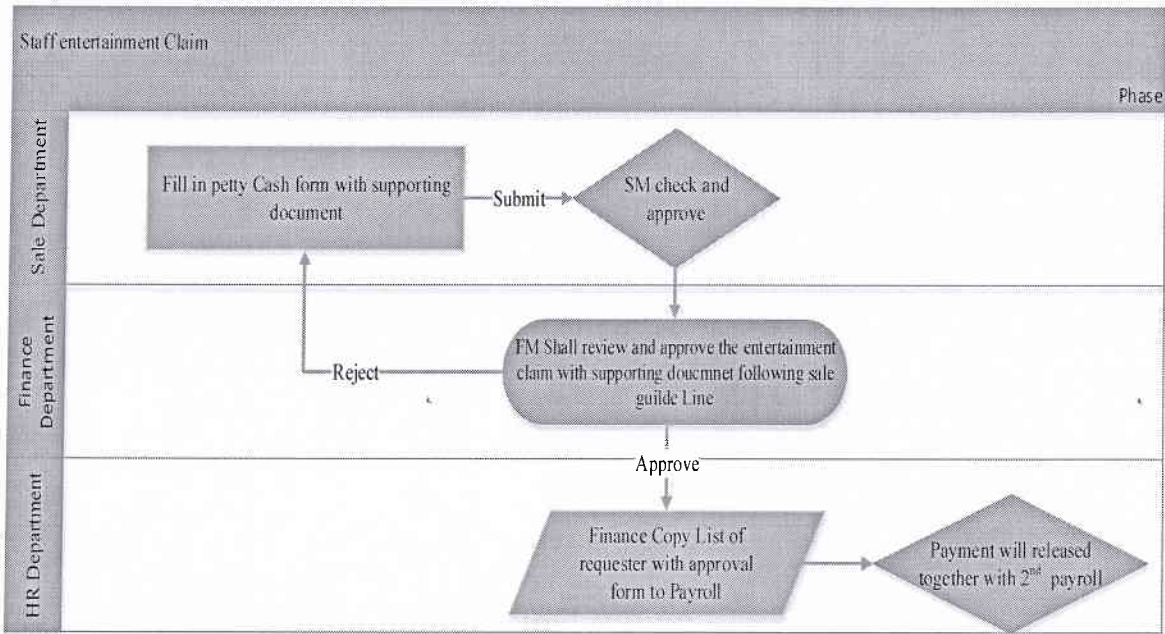 Staff entertainment Claim
Phase
Sale Department
Fill in petty Cash form with supporting
document
Submit
SM check and
approve
Finance
Department
Reject
FM Shall review and approve the entertainment
claim with supporting doucmnet following sale
guilde Line
Approve
HR Department
Finance Copy List of
requester with approval
form to Payroll
Payment will released
together with 2nd payroll